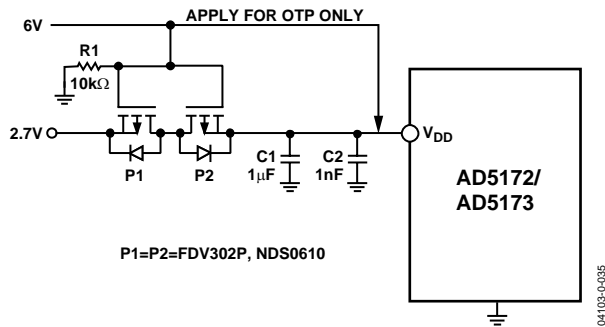 APPLY FOR OTP ONLY
6V
R1
10kΩ
2.7V
P1
P2
C1
1μF
C2
1nF
V_DD
AD5172/
AD5173
P1=P2=FDV302P, NDS0610
04103-0-035